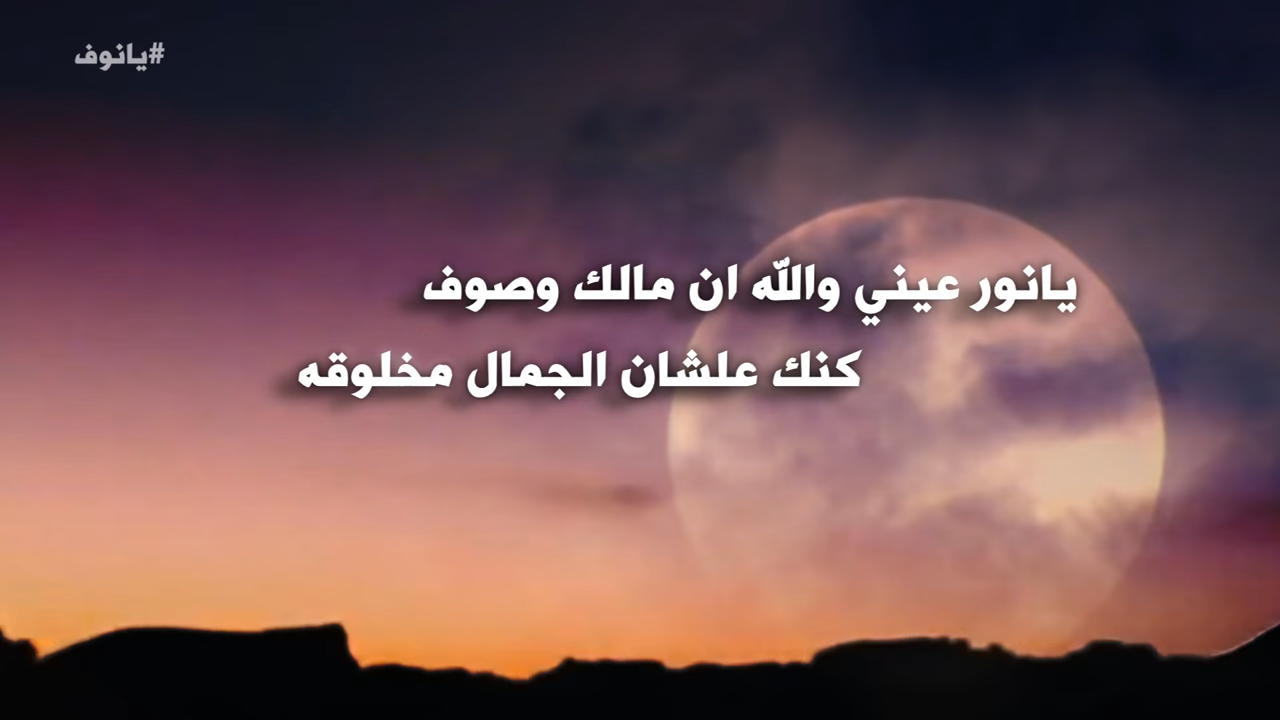 #يانوف
يانور عيني والله ان مالك وصوف
كنك علشان الجمال مخلوقه